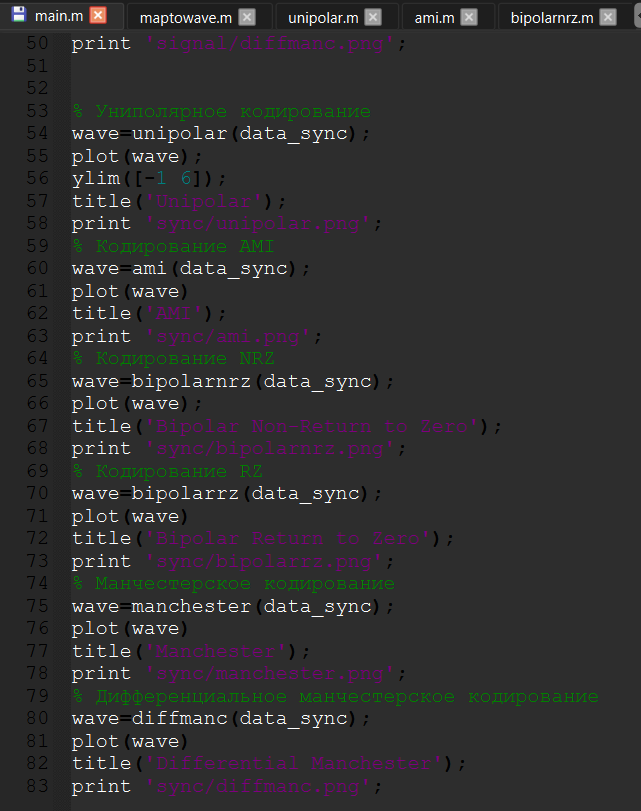 main.m maptowave.m unipolar.m ami.m bipolarnrz.m
50 print 'signal/diffmanc.png';
51
52
53 % Униполярное кодирование
54 wave=unipolar(data_sync);
55 plot(wave);
56 ylim([-1 6]);
57 title('Unipolar');
58 print 'sync/unipolar.png';
59 % Кодирование AMI
60 wave=ami(data_sync);
61 plot(wave)
62 title('AMI');
63 print 'sync/ami.png';
64 % Кодирование NRZ
65 wave=bipolarnrz(data_sync);
66 plot(wave);
67 title('Bipolar Non-Return to Zero');
68 print 'sync/bipolarnrz.png';
69 % Кодирование RZ
70 wave=bipolarrz(data_sync);
71 plot(wave)
72 title('Bipolar Return to Zero');
73 print 'sync/bipolarrz.png';
74 % Манчестерское кодирование
75 wave=manchester(data_sync);
76 plot(wave)
77 title('Manchester');
78 print 'sync/manchester.png';
79 % Дифференциальное манчестерское кодирование
80 wave=diffmanc(data_sync);
81 plot(wave)
82 title('Differential Manchester');
83 print 'sync/diffmanc.png';